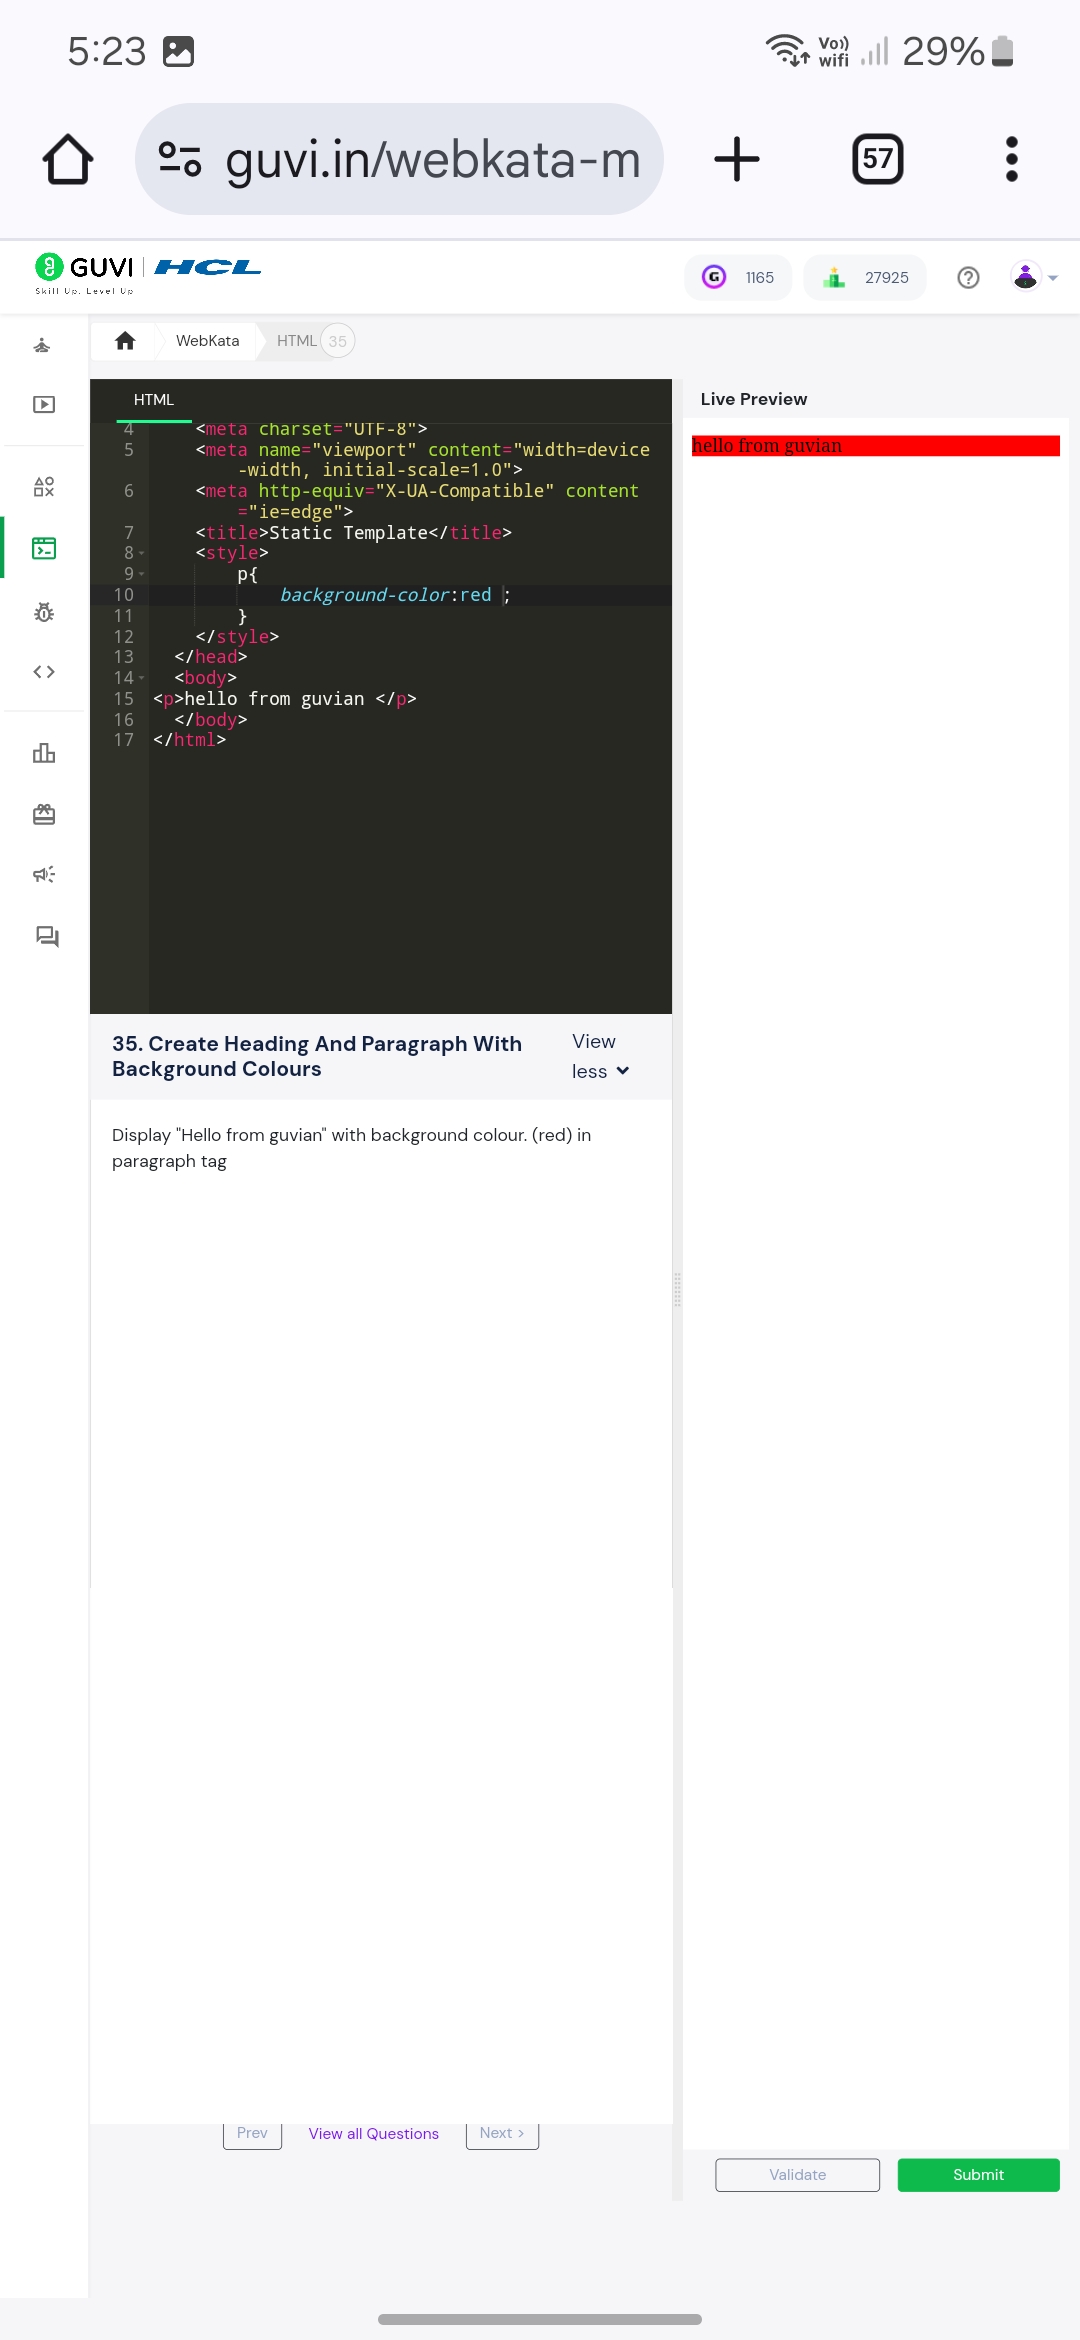 5:23
Vo)) wifi 29%
guvi.in/webkata-m
57
GUVI | HCL
Skill Up. Level Up
1165
27925
WebKata
HTML 35
HTML
4 <meta charset="UTF-8">
5 <meta name="viewport" content="width=device
-width, initial-scale=1.0">
6 <meta http-equiv="X-UA-Compatible" content
="ie=edge">
7 <title>Static Template</title>
8 <style>
9 p{
10 background-color:red ;
11 }
12 </style>
13 </head>
14 <body>
15 <p>hello from guvian </p>
16 </body>
17 </html>
Live Preview
hello from guvian
35. Create Heading And Paragraph With
Background Colours
View
less
Display "Hello from guvian" with background colour. (red) in
paragraph tag
Prev
View all Questions
Next >
Validate
Submit